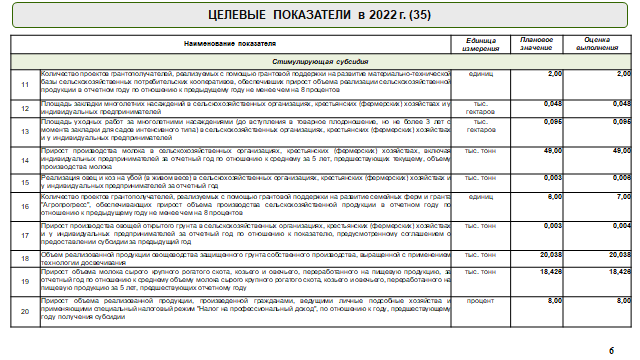 ЦЕЛЕВЫЕ ПОКАЗАТЕЛИ в 2022 г. (35)
Наименование показателя Единица измерения Плановое значение Оценка выполнения
Стимулирующая субсидия
11 Количество проектов грантополучателей, реализуемых с помощью грантовой поддержки на развитие материально-технической единиц 2,00 2,00
базы сельскохозяйственных потребительских кооперативов, обеспечивших прирост объема реализации сельскохозяйственной
продукции в отчетном году по отношению к предыдущему году не менее чем на 8 процентов
12 Площадь закладки многолетних насаждений в сельскохозяйственных организациях, крестьянских (фермерских) хозяйствах и у тыс. гектаров 0,048 0,048
индивидуальных предпринимателей
13 Площадь уходных работ за многолетними насаждениями (до вступления в товарное плодоношение, но не более 3 лет с тыс. гектаров 0,096 0,096
момента закладки для садов интенсивного типа) в сельскохозяйственных организациях, крестьянских (фермерских) хозяйствах
и у индивидуальных предпринимателей
14 Прирост производства молока в сельскохозяйственных организациях, крестьянских (фермерских) хозяйствах, включая тыс. тонн 49,00 49,00
индивидуальных предпринимателей за отчетный год по отношению к среднему за 5 лет, предшествующих текущему, объему
производства молока
15 Реализация овец и коз на убой (в живом весе) в сельскохозяйственных организациях, крестьянских (фермерских) хозяйствах и тыс. тонн 0,003 0,006
у индивидуальных предпринимателей за отчетный год
16 Количество проектов грантополучателей, реализуемых с помощью грантовой поддержки на развитие семейных ферм и гранта единиц 6,00 7,00
"Агропрогресс", обеспечивающих прирост объема производства сельскохозяйственной продукции в отчетном году по
отношению к предыдущему году не менее чем на 8 процентов
17 Прирост производства овощей открытого грунта в сельскохозяйственных организациях, крестьянских (фермерских) хозяйствах тыс. тонн 0,003 0,004
и у индивидуальных предпринимателей за отчетный год по отношению к показателю, предусмотренному соглашением о
предоставлении субсидии за предыдущий год
18 Объем реализованной продукции овощеводства защищенного грунта собственного производства, выращенной с применением тыс. тонн 20,038 20,038
технологии досвечивания
19 Прирост объема молока сырого крупного рогатого скота, козьего и овечьего, переработанного на пищевую продукцию, за тыс. тонн 18,426 18,426
отчетный год по отношению к среднему объему молока сырого крупного рогатого скота, козьего и овечьего, переработанного на
пищевую продукцию за 5 лет, предшествующих отчетному году
20 Прирост объема реализованной продукции, произведенной гражданами, ведущими личные подсобные хозяйства и процент 8,00 8,00
применяющими специальный налоговый режим "Налог на профессиональный доход", по отношению к году, предшествующему
году получения субсидии
6